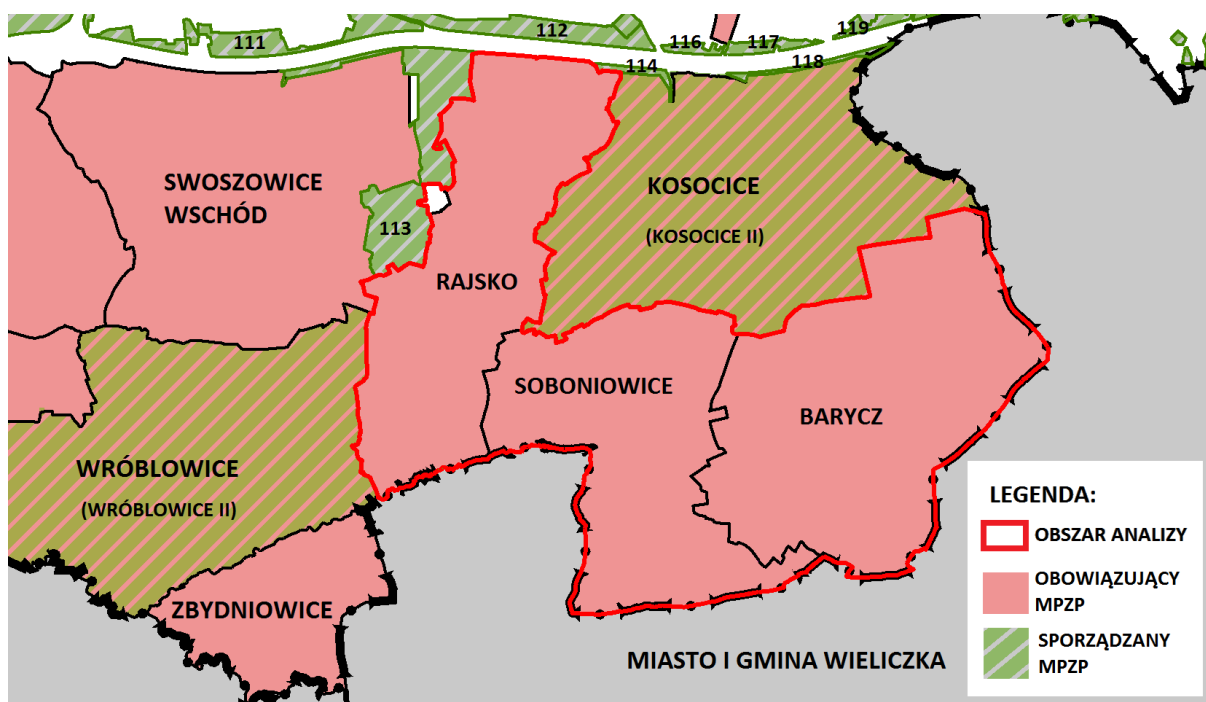 111
112
116
117
119
114
118
SWOSZOWICE
WSCHÓD
KOSOCICE
(KOSOCICE II)
113
RAJSKO
SOBONIOWICE
BARYCZ
WRÓBLOWICE
(WRÓBLOWICE II)
ZBYDNIOWICE
MIASTO I GMINA WIELICZKA
LEGENDA:
OBSZAR ANALIZY
OBOWIĄZUJĄCY
MPZP
SPORZĄDZANY
MPZP